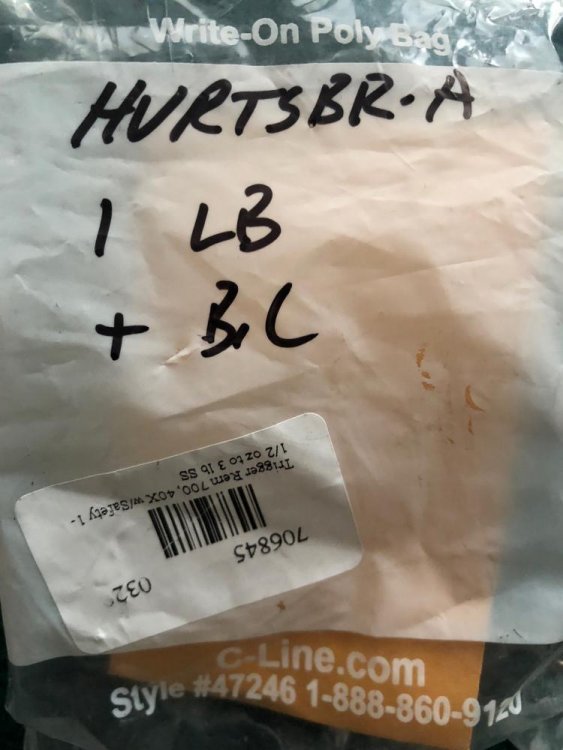 Write-On Poly Bag
HURTSBR-A
1 LB
+ B,C
Trigger Rem 700, 40X w/Safety 1-
1/2 oz to 3 lb SS
706845
032
C-Line.com
Style #47246 1-888-860-9120